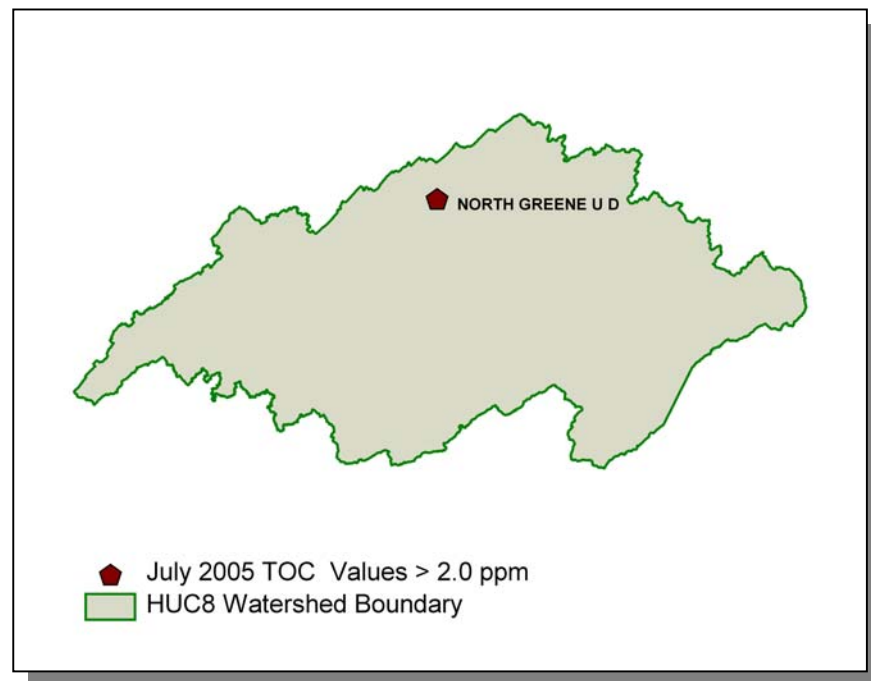 NORTH GREENE U D
July 2005 TOC Values > 2.0 ppm
HUC8 Watershed Boundary